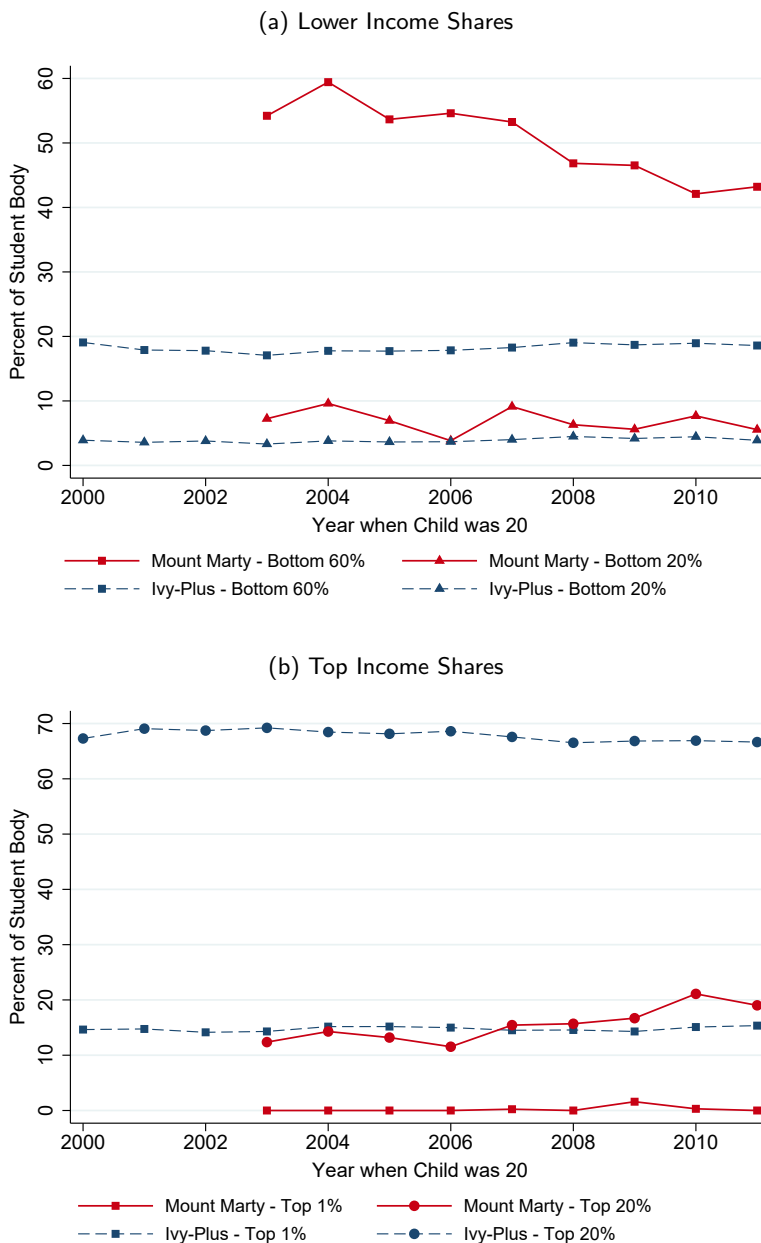 (a) Lower Income Shares
Percent of Student Body
60
50
40
30
20
10
0
2000 2002 2004 2006 2008 2010
Year when Child was 20
Mount Marty - Bottom 60% Mount Marty - Bottom 20%
Ivy-Plus - Bottom 60% Ivy-Plus - Bottom 20%
(b) Top Income Shares
Percent of Student Body
70
60
50
40
30
20
10
0
2000 2002 2004 2006 2008 2010
Year when Child was 20
Mount Marty - Top 1% Mount Marty - Top 20%
Ivy-Plus - Top 1% Ivy-Plus - Top 20%